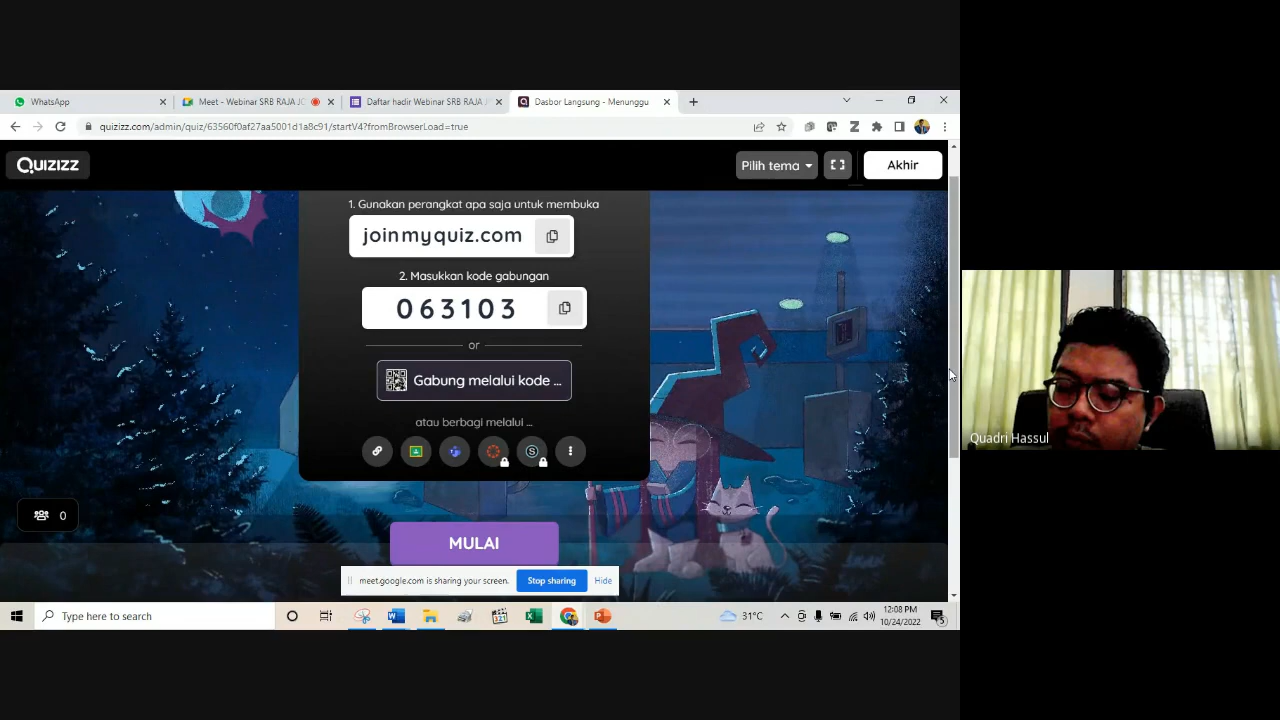 WhatsApp
Meet - Webinar SRB RAJA JO
Daftar hadir Webinar SRB RAJA J
Dasbor Langsung - Menunggu
quizizz.com/admin/quiz/63560f0af27aa5001d1a8c91/startV4?fromBrowserLoad=true
Quizizz
Pilih tema
Akhir
1. Gunakan perangkat apa saja untuk membuka
joinmyquiz.com
2. Masukkan kode gabungan
063103
or
Gabung melalui kode ...
atau berbagi melalui ...
0
MULAI
meet.google.com is sharing your screen.
Stop sharing
Hide
Quadri Hassul
Type here to search
31°C
12:08 PM
10/24/2022